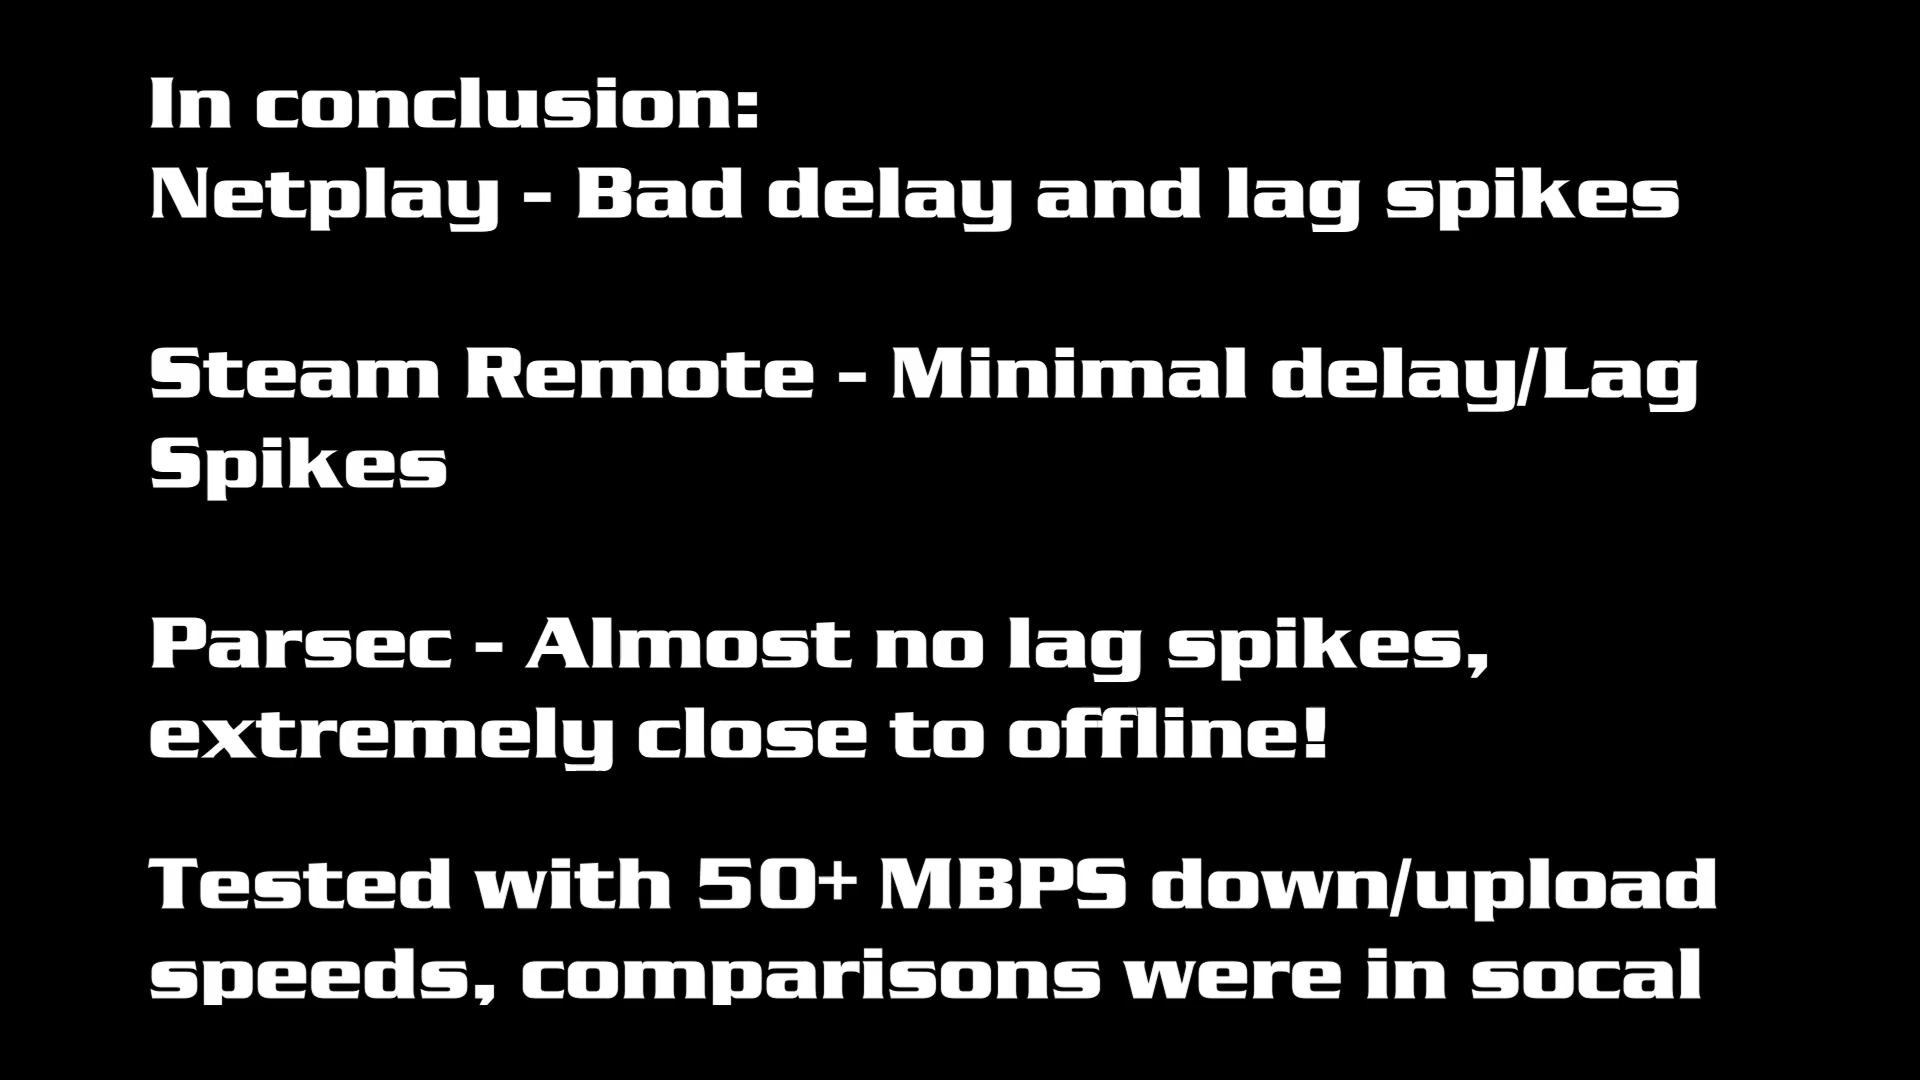 In conclusion:
Netplay - Bad delay and lag spikes
Steam Remote - Minimal delay/Lag
Spikes
Parsec - Almost no lag spikes,
extremely close to offline!
Tested with 50+ MBPS down/upload
speeds, comparisons were in socal